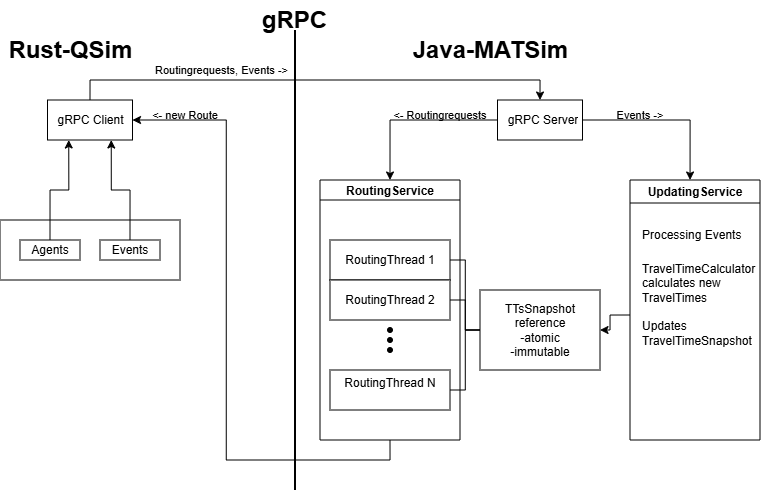 gRPC
Rust-QSim
Java-MATSim
Routingrequests, Events ->
gRPC Client
<- new Route
<- Routingrequests
gRPC Server
Events ->
Agents
Events
RoutingService
RoutingThread 1
RoutingThread 2
RoutingThread N
TTsSnapshot
reference
-atomic
-immutable
UpdatingService
Processing Events
TravelTimeCalculator
calculates new
TravelTimes
Updates
TravelTimeSnapshot